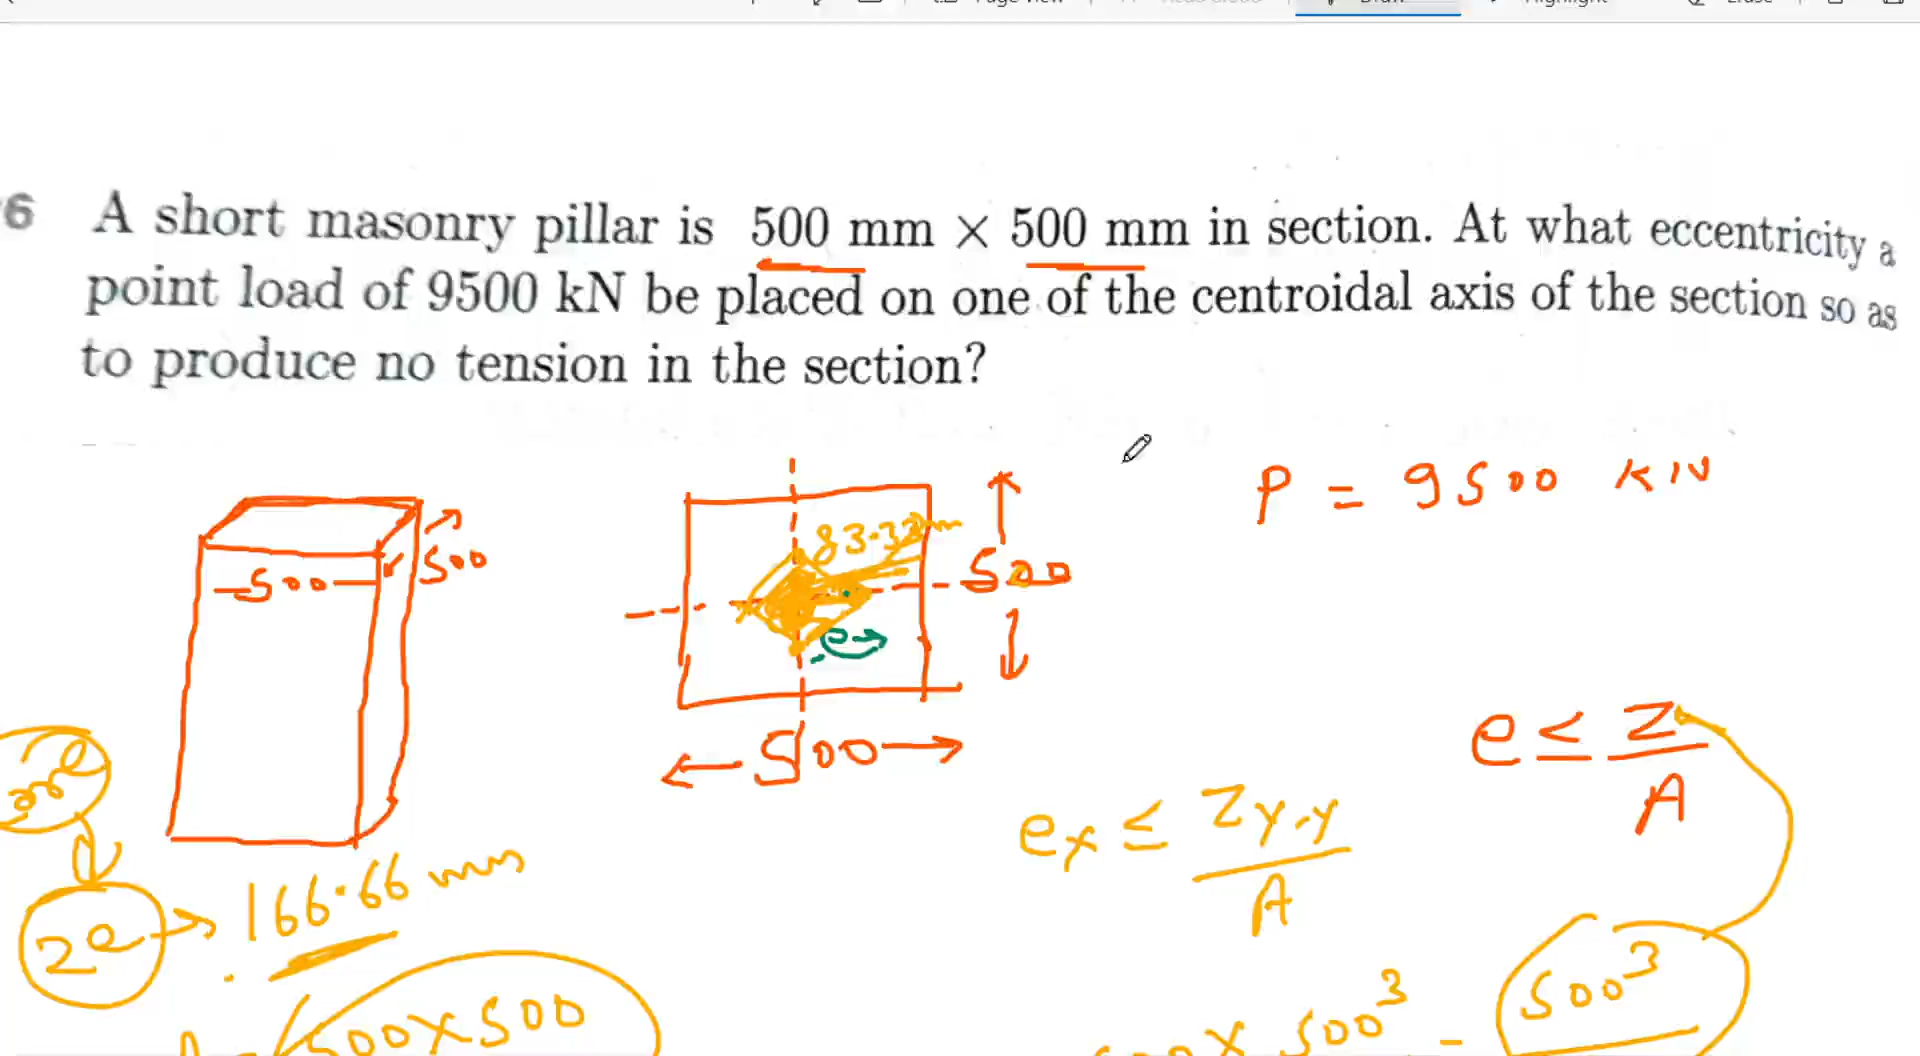 6 A short masonry pillar is 500 mm × 500 mm in section. At what eccentricity a
point load of 9500 kN be placed on one of the centroidal axis of the section so as
to produce no tension in the section?
P = 9500 kN
500
500
83.33mm
500
e
500
e ≤ Z/A
ex ≤ Zy-y/A
2e → 166.66 mm
500×500
× 500³ =
500³